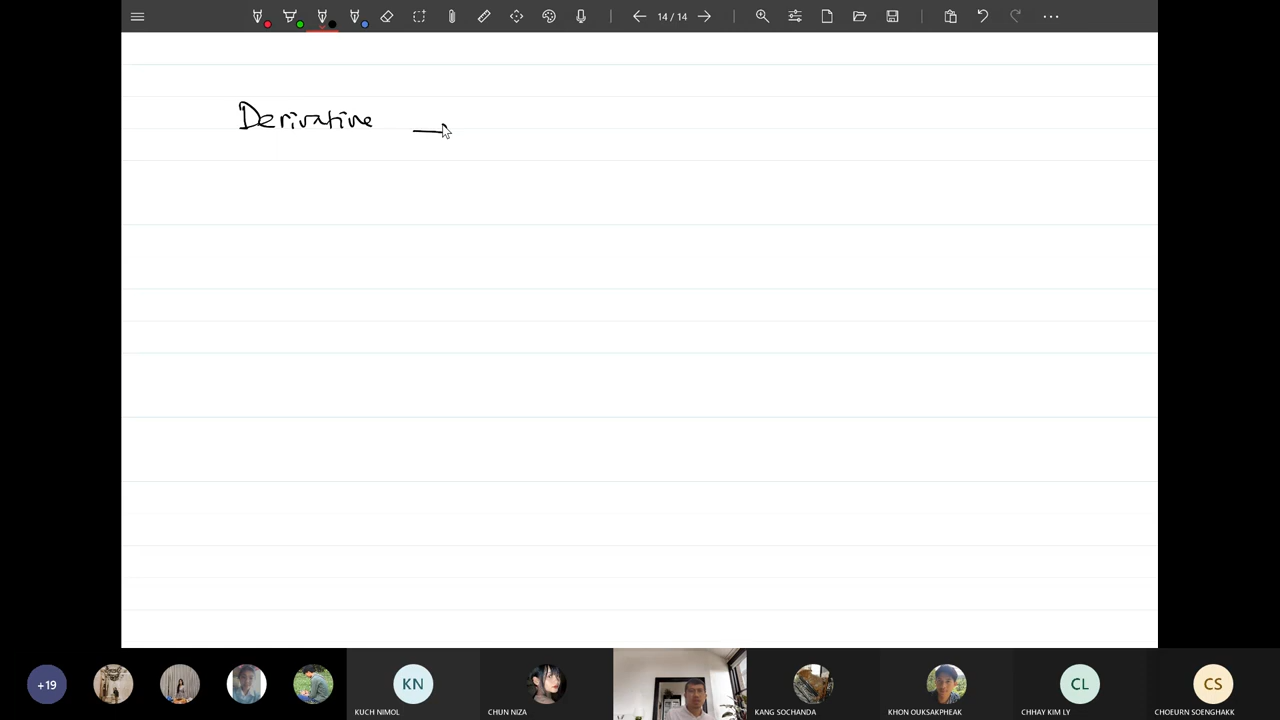 14 / 14
Derivative
+19
KN
CL
CS
KUCH NIMOL
CHUN NIZA
KANG SOCHANDA
KHON OUKSAKPHEAK
CHHAY KIM LY
CHOEURN SOENGHAKK